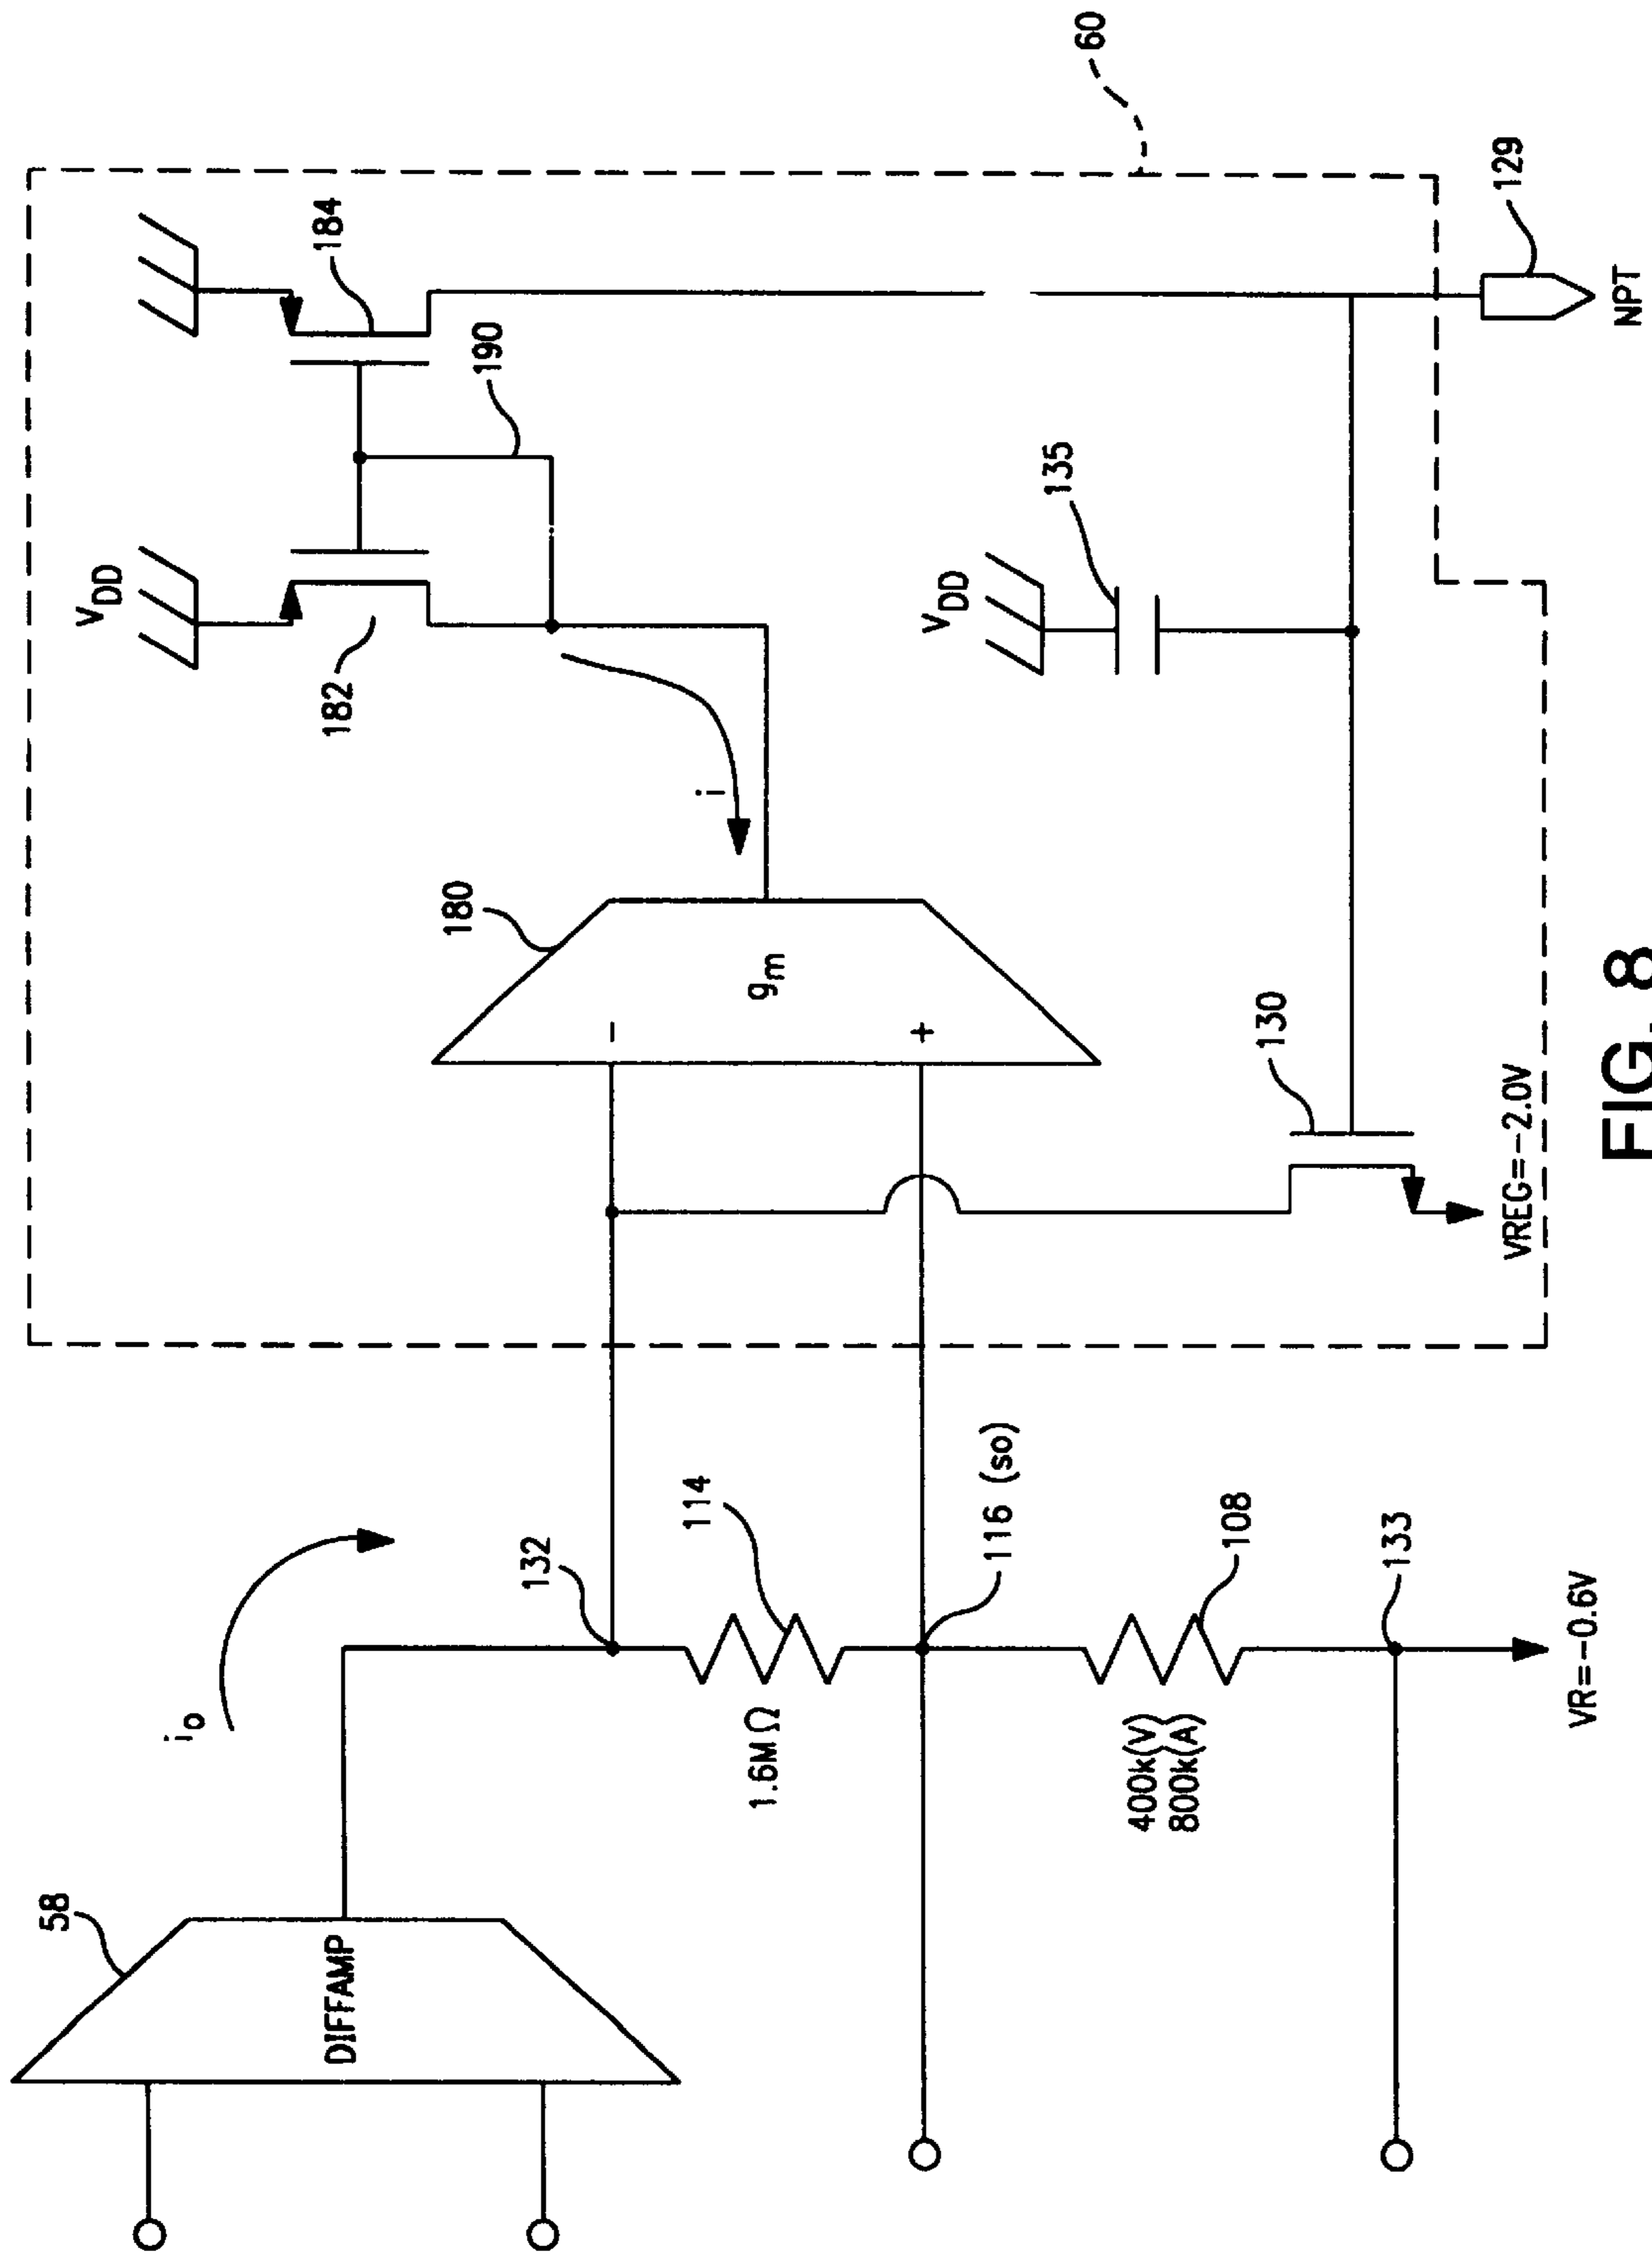 58
DIFFAMP
i₀
132
1.6MΩ
114
116 (so)
400k(V)
800k(A)
108
133
VR=-0.6V
180
gm
-
+
i
182
VDD
184
190
VDD
135
130
VREG=-2.0V
60
129
NPT
FIG. 8